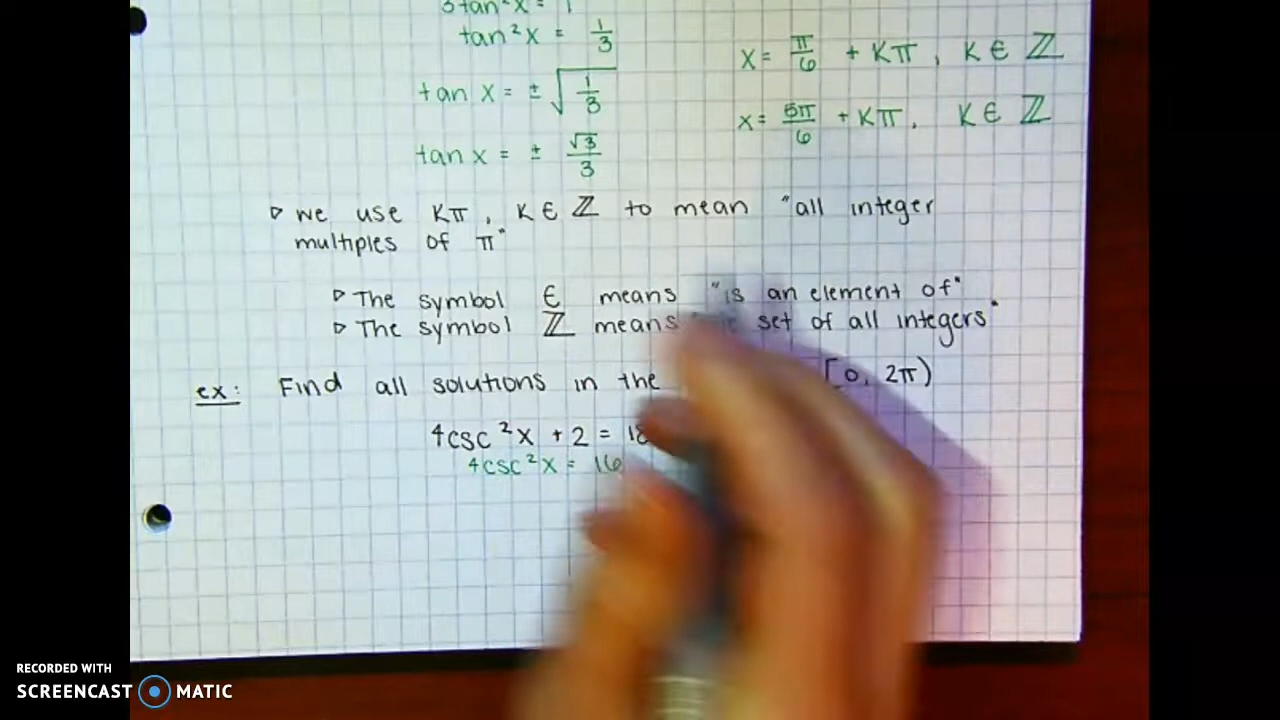 3tan²x = 1
tan²x = 1/3
tan x = ± √(1/3)
tan x = ± √3/3
x = π/6 + Kπ, K ∈ ℤ
x = 5π/6 + Kπ, K ∈ ℤ
▷ we use Kπ, K ∈ ℤ to mean "all integer
multiples of π"
▷ The symbol ∈ means "is an element of"
▷ The symbol ℤ means set of all integers"
ex: Find all solutions in the [0, 2π)
4csc²x + 2 = 18
4csc²x = 16
RECORDED WITH
SCREENCAST MATIC